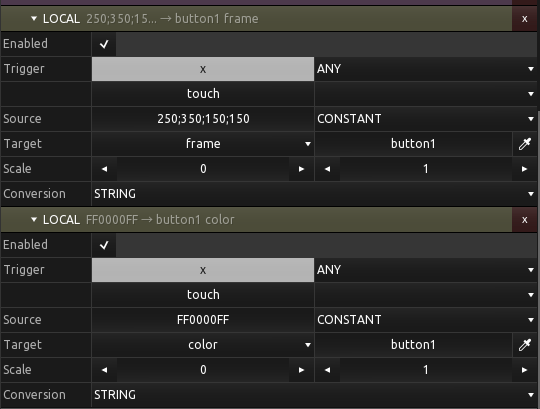 LOCAL 250;350;15... → button1 frame x
Enabled
Trigger x ANY
touch
Source 250;350;150;150 CONSTANT
Target frame button1
Scale 0 1
Conversion STRING
LOCAL FF0000FF → button1 color x
Enabled
Trigger x ANY
touch
Source FF0000FF CONSTANT
Target color button1
Scale 0 1
Conversion STRING